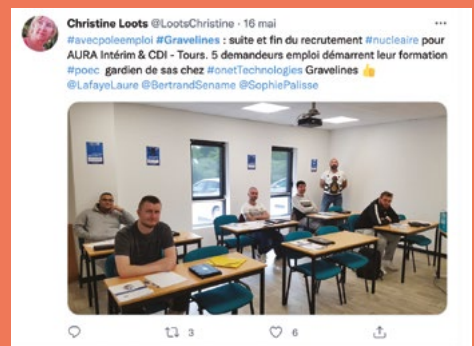 Christine Loots @LootsChristine · 16 mai
#avecpoleemploi #Gravelines : suite et fin du recrutement #nucleaire pour
AURA Intérim & CDI - Tours. 5 demandeurs emploi démarrent leur formation
#poec gardien de sas chez #onetTechnologies Gravelines 👍
@LafayeLaure @BertrandSename @SophiePalisse
3
6